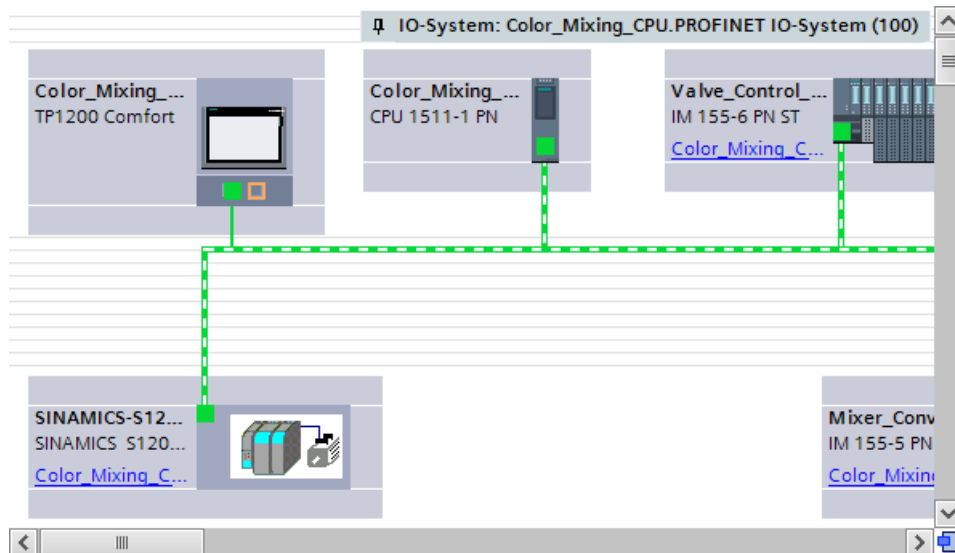 IO-System: Color_Mixing_CPU.PROFINET IO-System (100)
Color_Mixing_...
TP1200 Comfort
Color_Mixing_...
CPU 1511-1 PN
Valve_Control_...
IM 155-6 PN ST
Color_Mixing_C...
SINAMICS-S12...
SINAMICS S120...
Color_Mixing_C...
Mixer_Conv
IM 155-5 PN
Color_Mixin